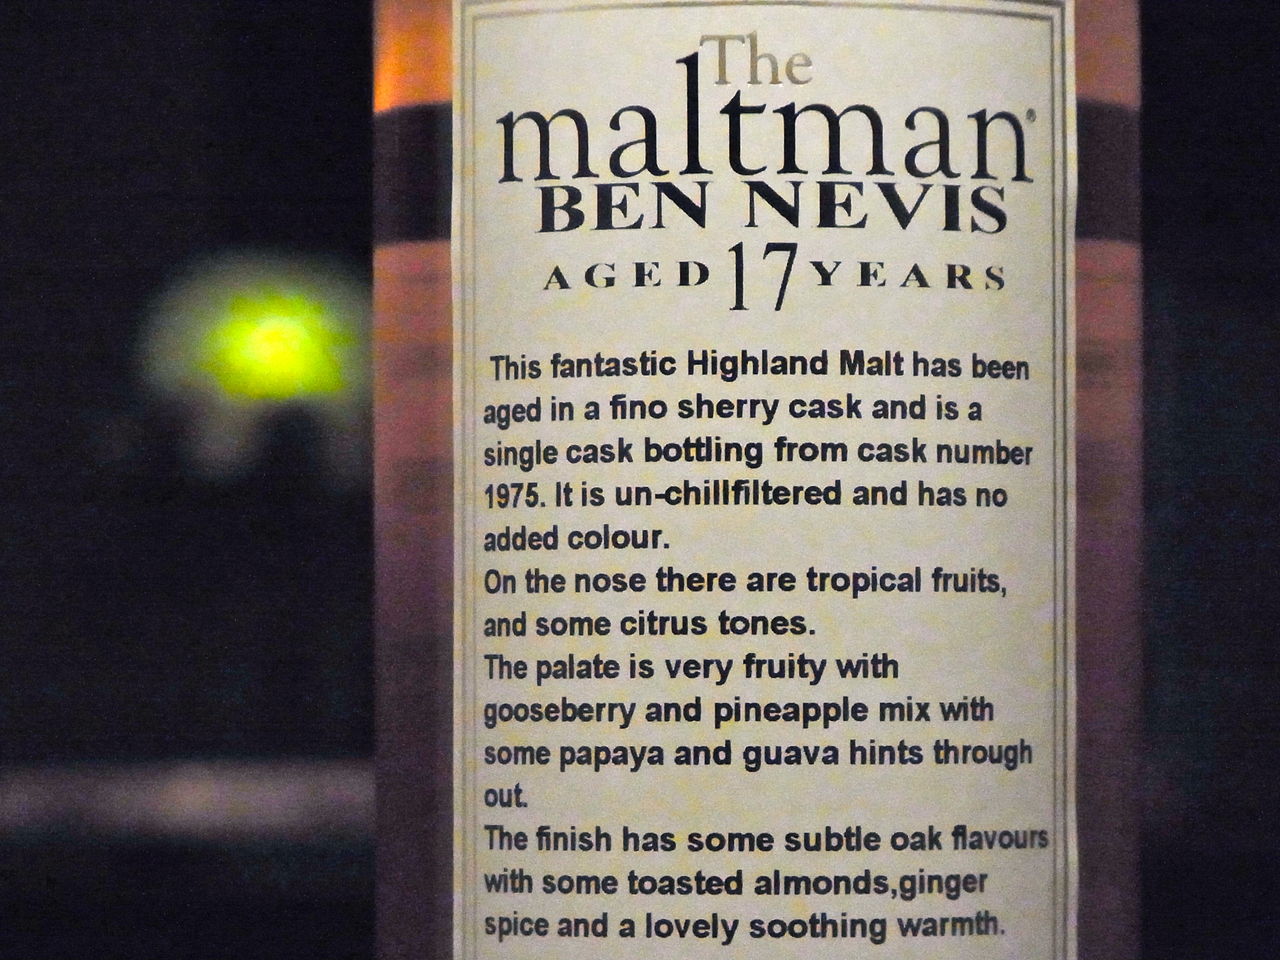 The
maltman®
BEN NEVIS
AGED 17 YEARS
This fantastic Highland Malt has been
aged in a fino sherry cask and is a
single cask bottling from cask number
1975. It is un-chillfiltered and has no
added colour.
On the nose there are tropical fruits,
and some citrus tones.
The palate is very fruity with
gooseberry and pineapple mix with
some papaya and guava hints through
out.
The finish has some subtle oak flavours
with some toasted almonds,ginger
spice and a lovely soothing warmth.